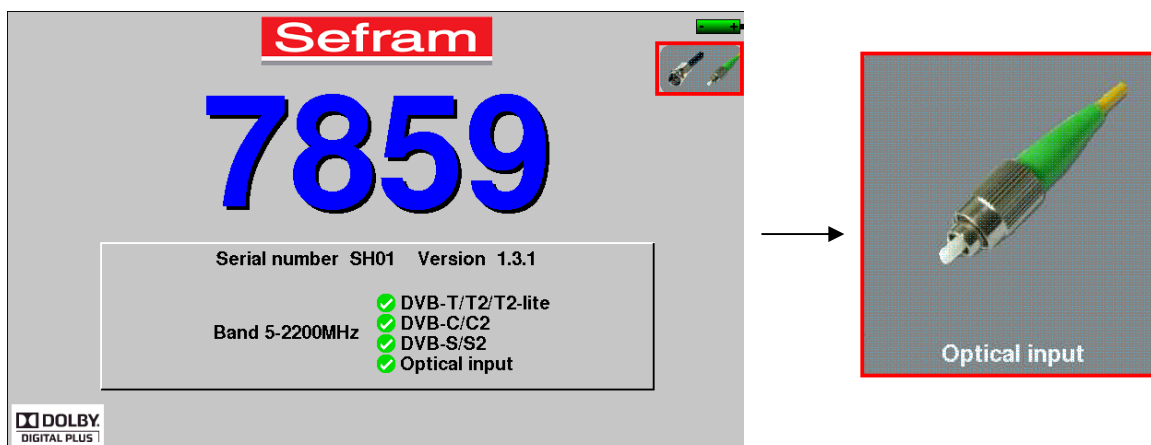 Sefram
7859
Serial number SH01 Version 1.3.1
Band 5-2200MHz
DVB-T/T2/T2-lite
DVB-C/C2
DVB-S/S2
Optical input
DOLBY.
DIGITAL PLUS
Optical input